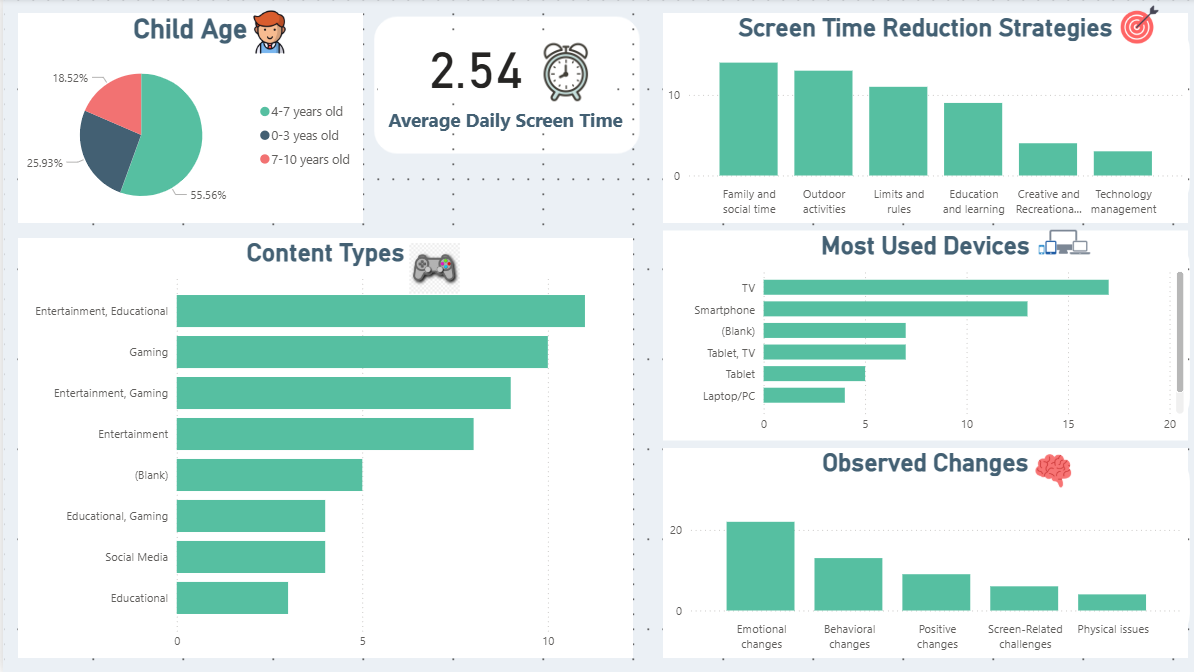 Child Age
18.52%
25.93%
55.56%
4-7 years old
0-3 yeas old
7-10 years old
2.54
Average Daily Screen Time
Screen Time Reduction Strategies
10
0
Family and
social time
Outdoor
activities
Limits and
rules
Education
and learning
Creative and
Recreationa...
Technology
management
Content Types
Entertainment, Educational
Gaming
Entertainment, Gaming
Entertainment
(Blank)
Educational, Gaming
Social Media
Educational
0
5
10
Most Used Devices
TV
Smartphone
(Blank)
Tablet, TV
Tablet
Laptop/PC
0
5
10
15
20
Observed Changes
20
0
Emotional
changes
Behavioral
changes
Positive
changes
Screen-Related
challenges
Physical issues